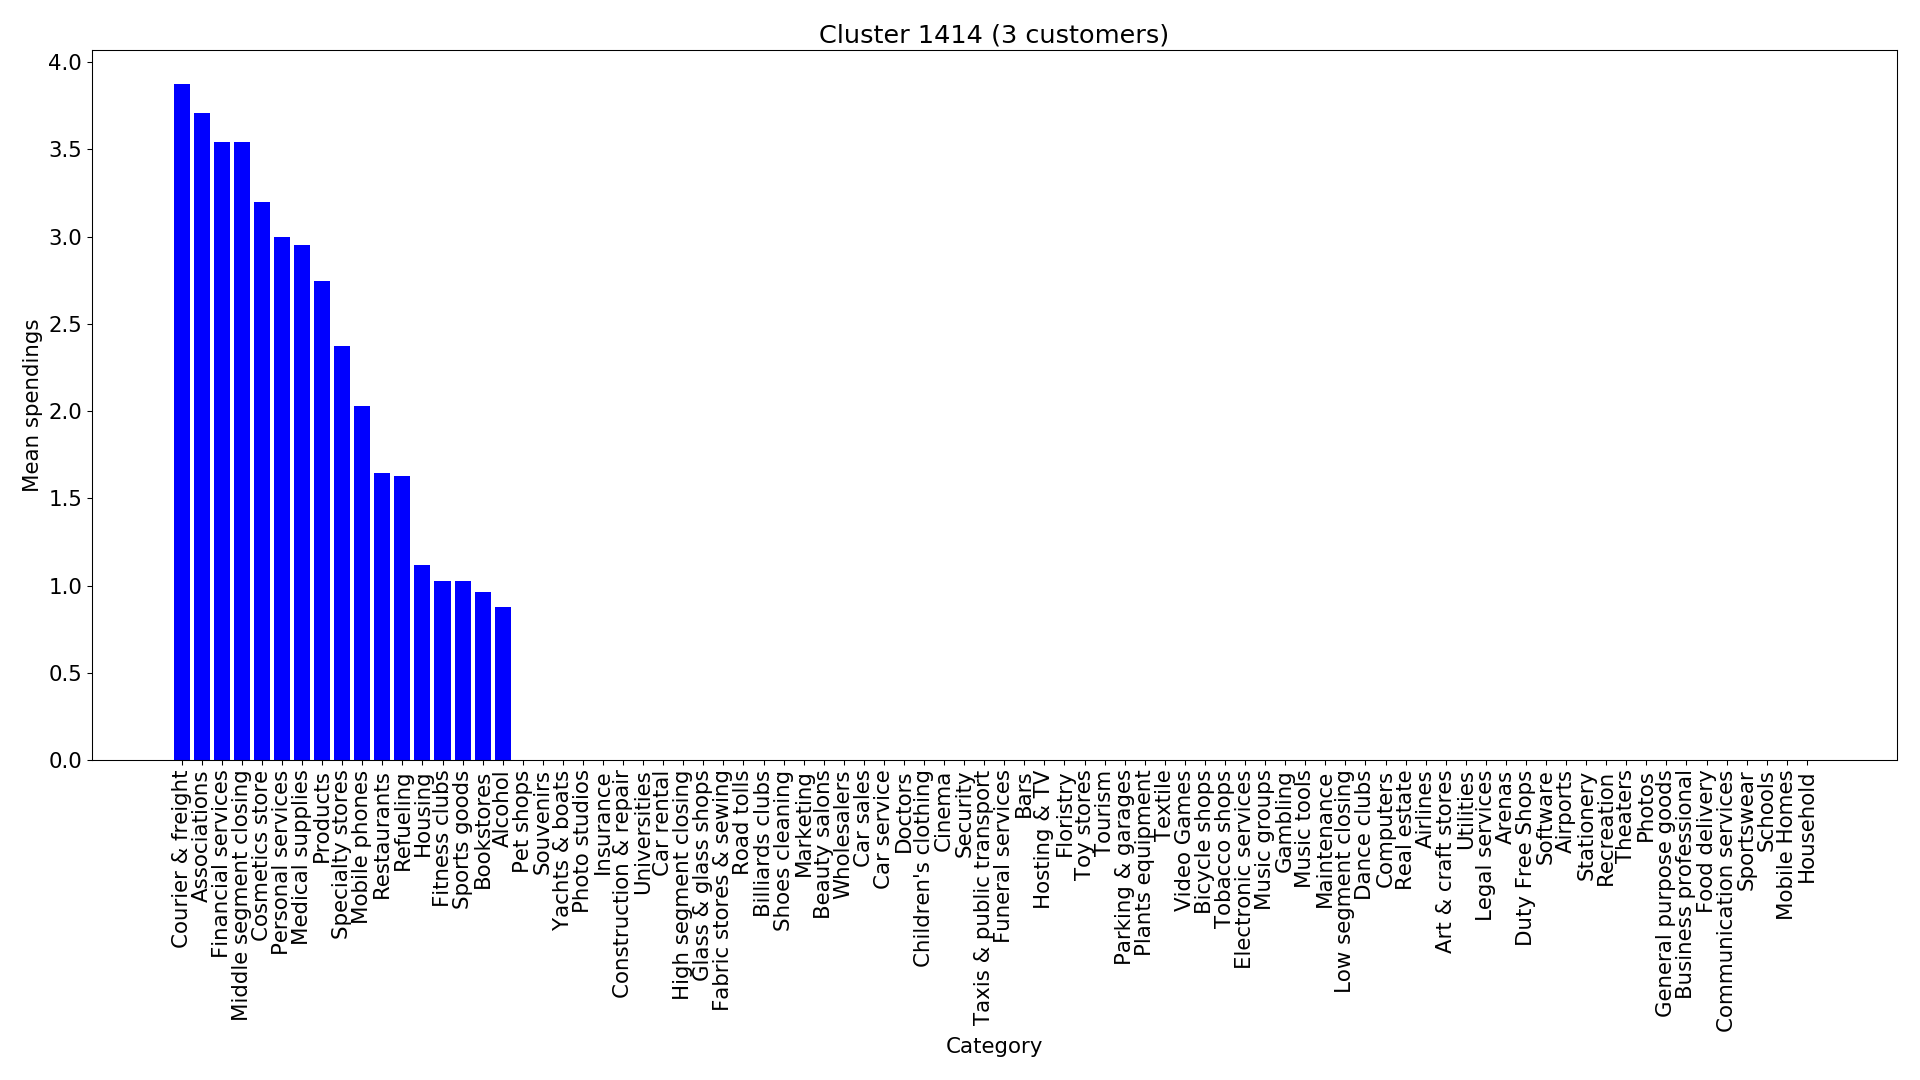 Cluster 1414 (3 customers)
Mean spendings
4.0
3.5
3.0
2.5
2.0
1.5
1.0
0.5
0.0
Courier & freight
Associations
Financial services
Middle segment closing
Cosmetics store
Personal services
Medical supplies
Products
Specialty stores
Mobile phones
Restaurants
Refueling
Housing
Fitness clubs
Sports goods
Bookstores
Alcohol
Pet shops
Souvenirs
Yachts & boats
Photo studios
Insurance
Construction & repair
Universities
Car rental
High segment closing
Glass & glass shops
Fabric stores & sewing
Road tolls
Billiards clubs
Shoes cleaning
Marketing
Beauty salons
Wholesalers
Car sales
Car service
Doctors
Children's clothing
Cinema
Security
Taxis & public transport
Funeral services
Bars
Hosting & TV
Floristry
Toy stores
Tourism
Parking & garages
Plants equipment
Textile
Video Games
Bicycle shops
Tobacco shops
Electronic services
Music groups
Gambling
Music tools
Maintenance
Low segment closing
Dance clubs
Computers
Real estate
Airlines
Art & craft stores
Utilities
Legal services
Arenas
Duty Free Shops
Software
Airports
Stationery
Recreation
Theaters
Photos
General purpose goods
Business professional
Food delivery
Communication services
Sportswear
Schools
Mobile Homes
Household
Category